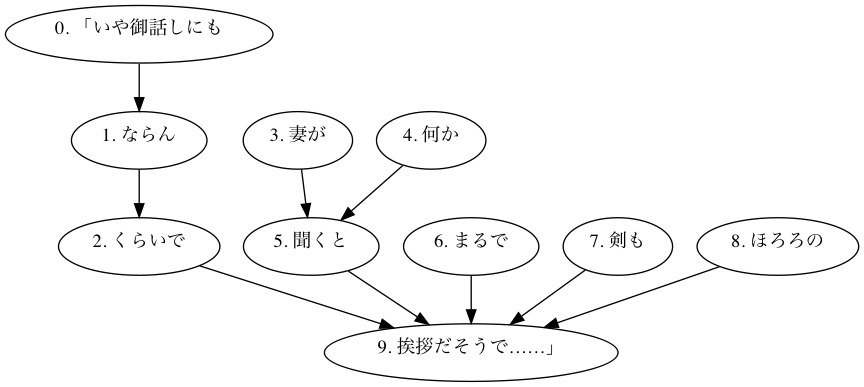 0. 「いや御話しにも
1. ならん
3. 妻が
4. 何か
2. くらいで
5. 聞くと
6. まるで
7. 剣も
8. ほろろの
9. 挨拶だそうで……」